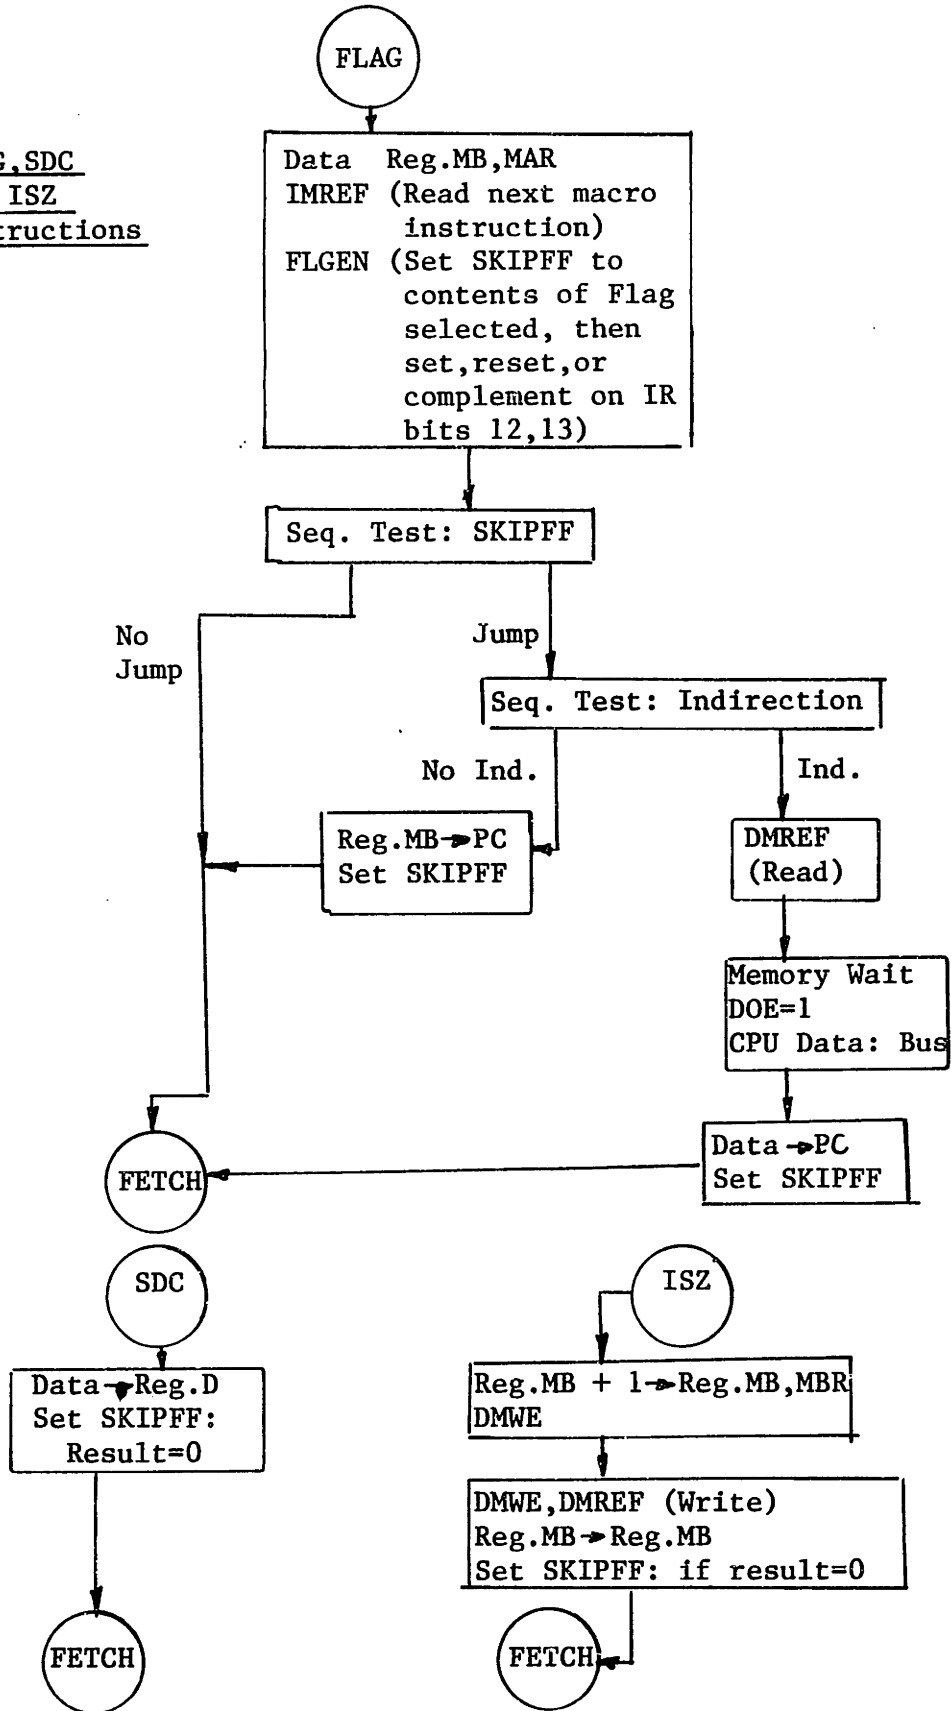 FLAG
G,SDC
ISZ
tructions
Data Reg.MB,MAR
IMREF (Read next macro
instruction)
FLGEN (Set SKIPFF to
contents of Flag
selected, then
set,reset,or
complement on IR
bits 12,13)
Seq. Test: SKIPFF
No
Jump
Jump
Seq. Test: Indirection
No Ind.
Ind.
Reg.MB→PC
Set SKIPFF
DMREF
(Read)
Memory Wait
DOE=1
CPU Data: Bus
Data→PC
Set SKIPFF
FETCH
SDC
Data→Reg.D
Set SKIPFF:
Result=0
FETCH
ISZ
Reg.MB + 1→Reg.MB,MBR
DMWE
DMWE,DMREF (Write)
Reg.MB→Reg.MB
Set SKIPFF: if result=0
FETCH